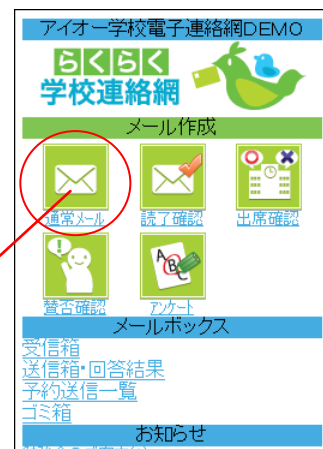 アイオー学校電子連絡網DEMO
らくらく
学校連絡網
メール作成
通常メール 読了確認 出席確認
賛否確認 アンケート
ABC
メールボックス
受信箱
送信箱・回答結果
予約送信一覧
ゴミ箱
お知らせ